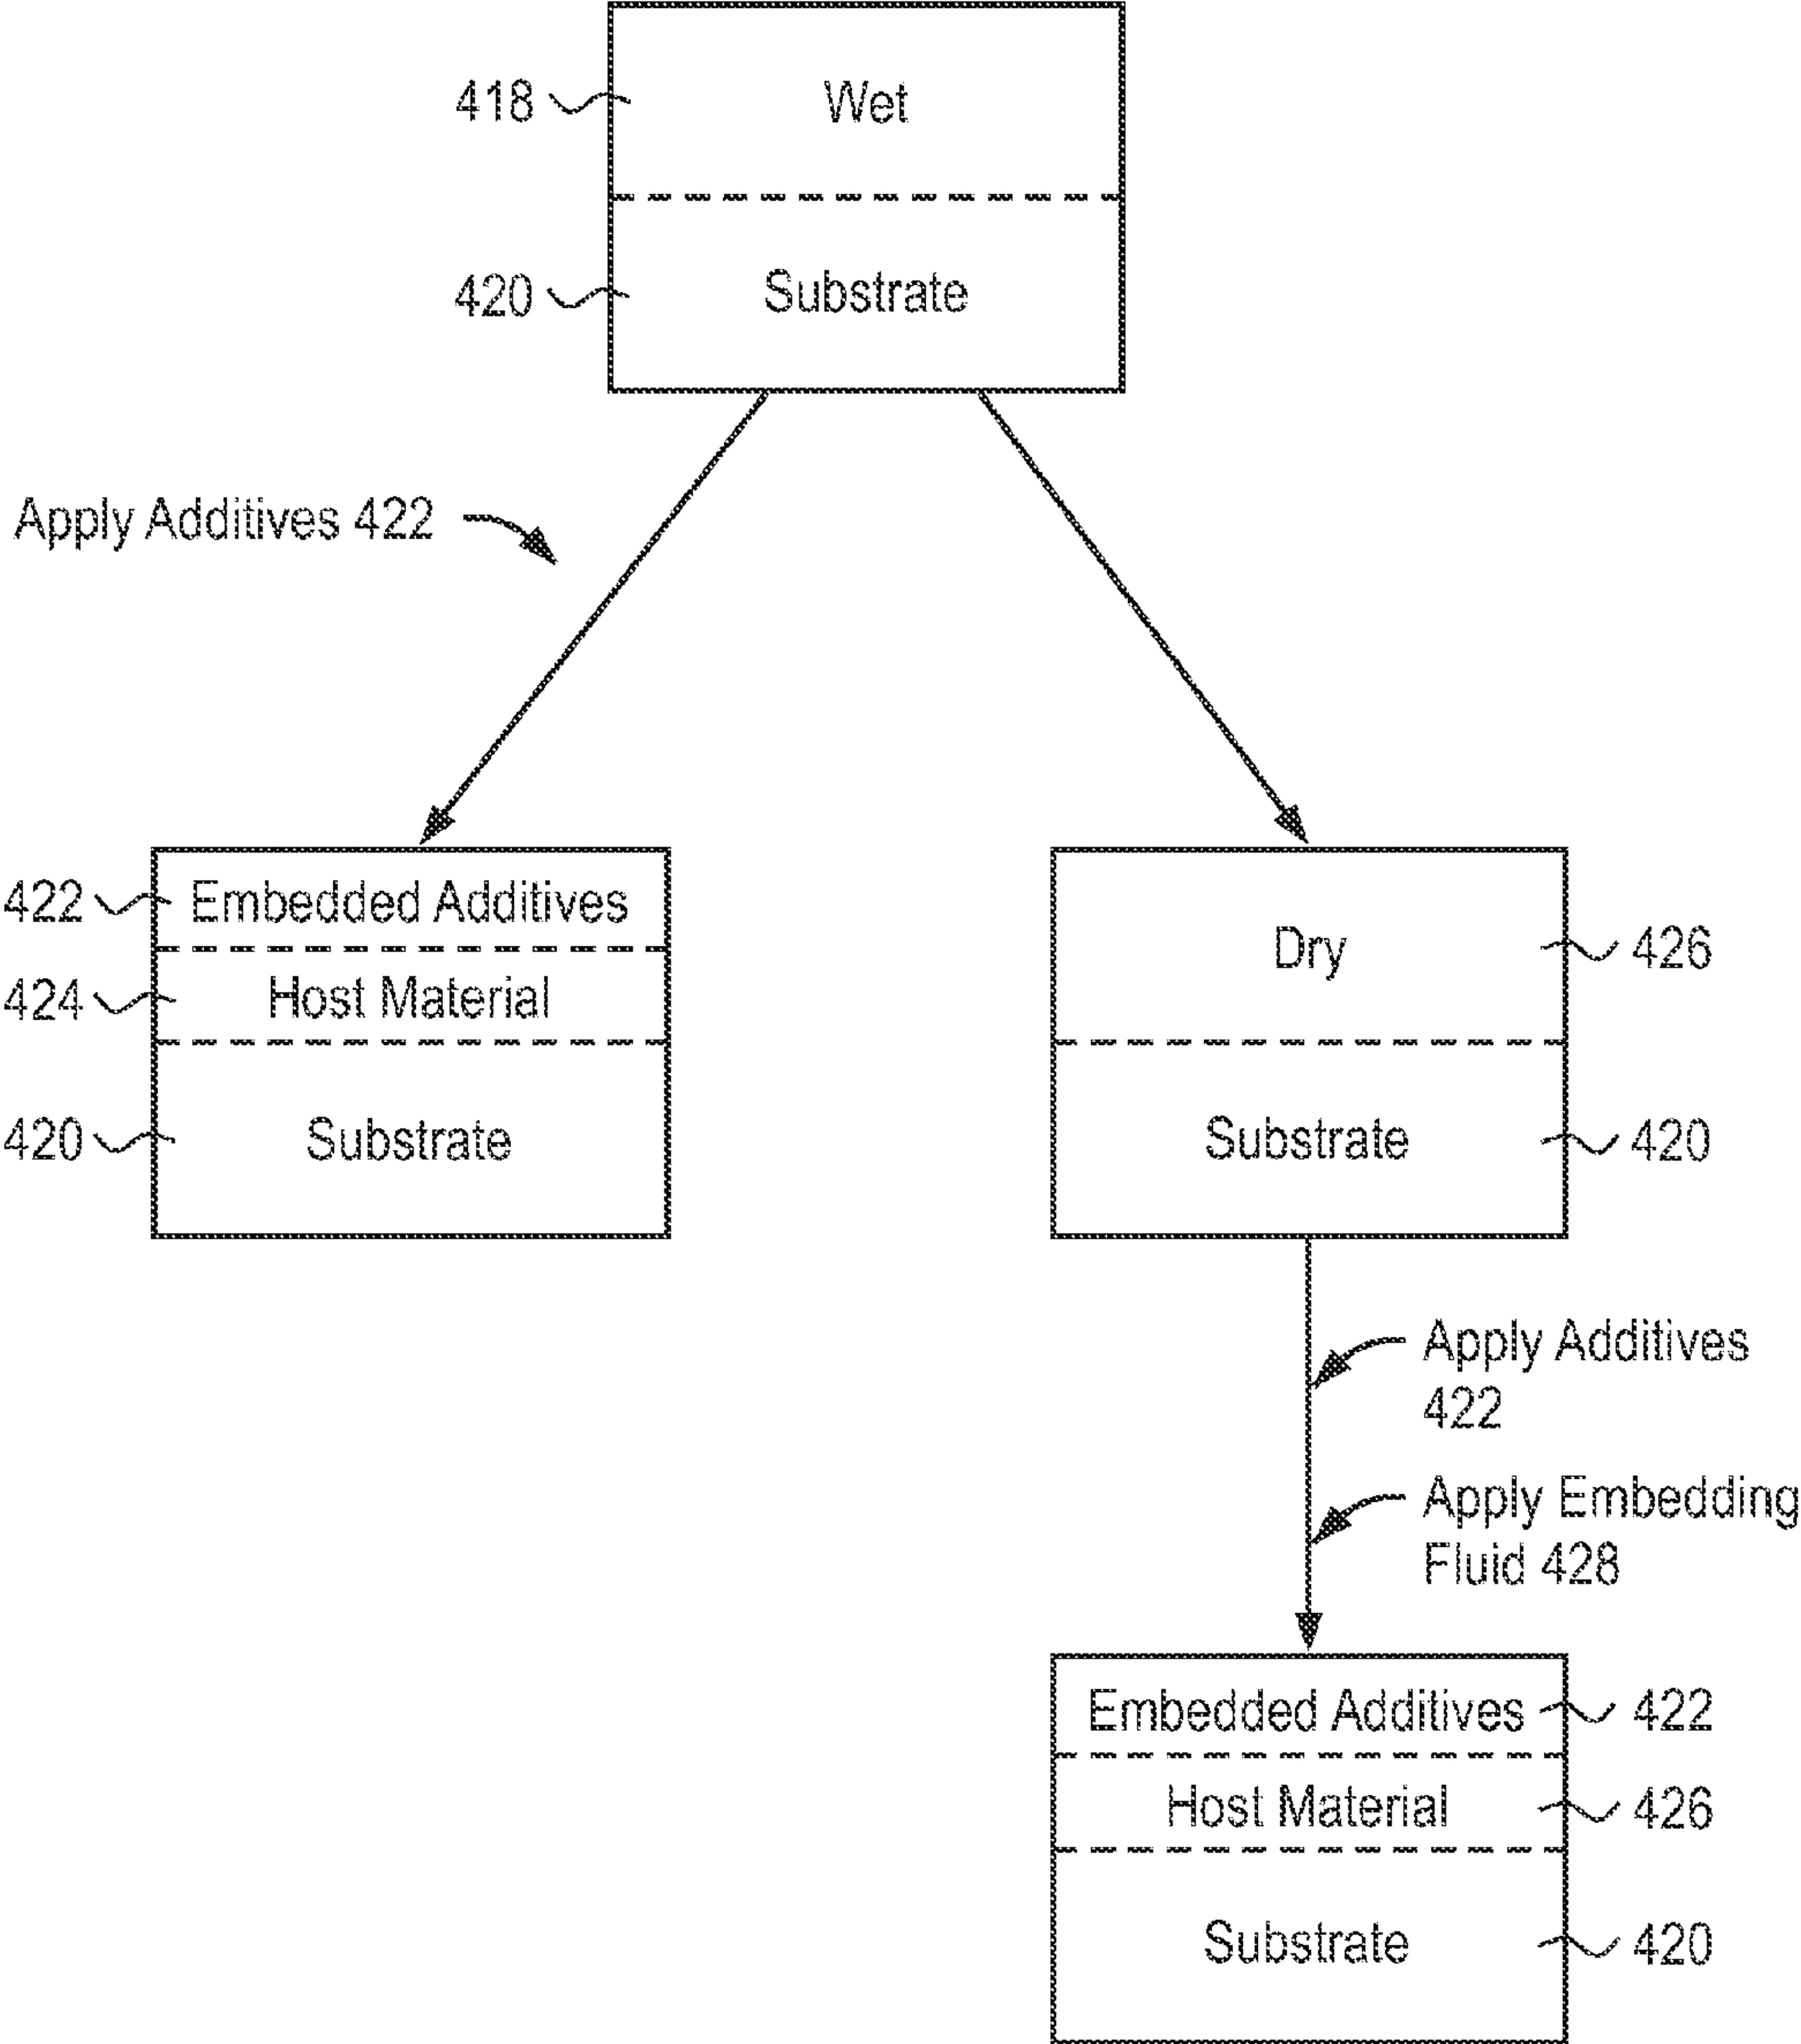 418 Wet
420 Substrate
Apply Additives 422
422 Embedded Additives
424 Host Material
420 Substrate
Dry 426
Substrate 420
Apply Additives
422
Apply Embedding
Fluid 428
Embedded Additives 422
Host Material 426
Substrate 420